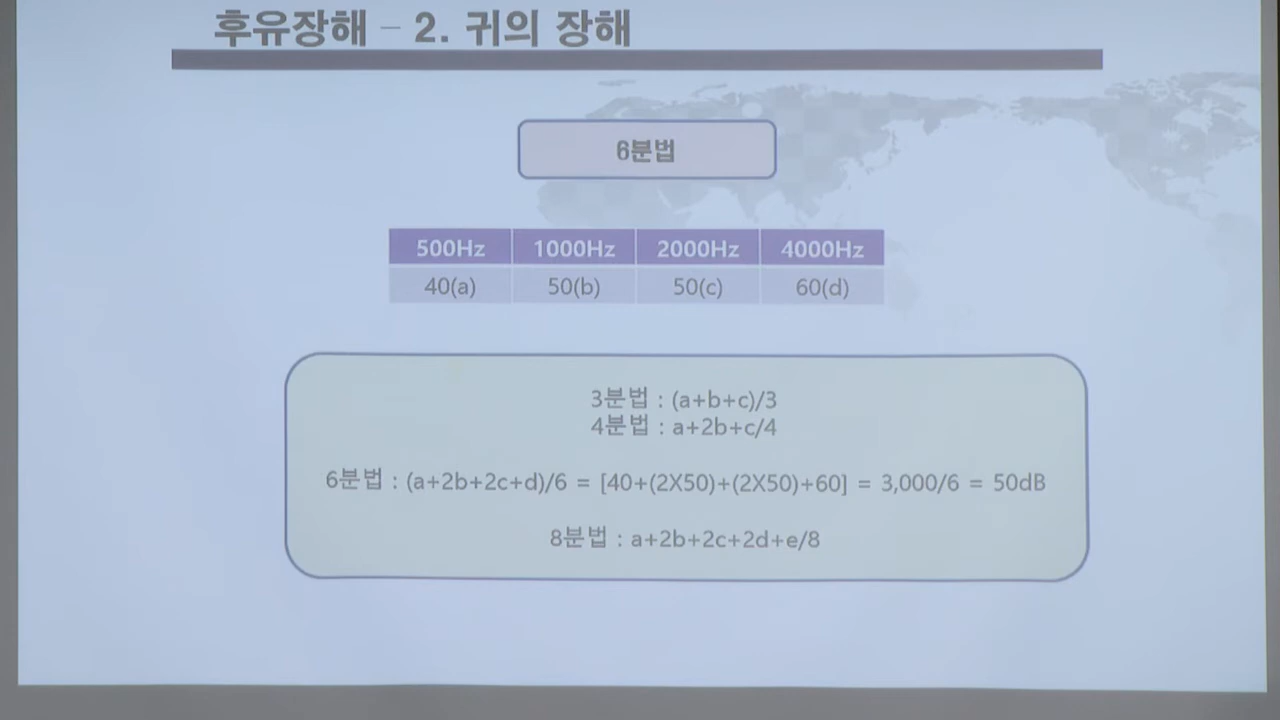 후유장해 – 2. 귀의 장해
6분법
500Hz 1000Hz 2000Hz 4000Hz
40(a) 50(b) 50(c) 60(d)
3분법 : (a+b+c)/3
4분법 : a+2b+c/4
6분법 : (a+2b+2c+d)/6 = [40+(2X50)+(2X50)+60] = 3,000/6 = 50dB
8분법 : a+2b+2c+2d+e/8